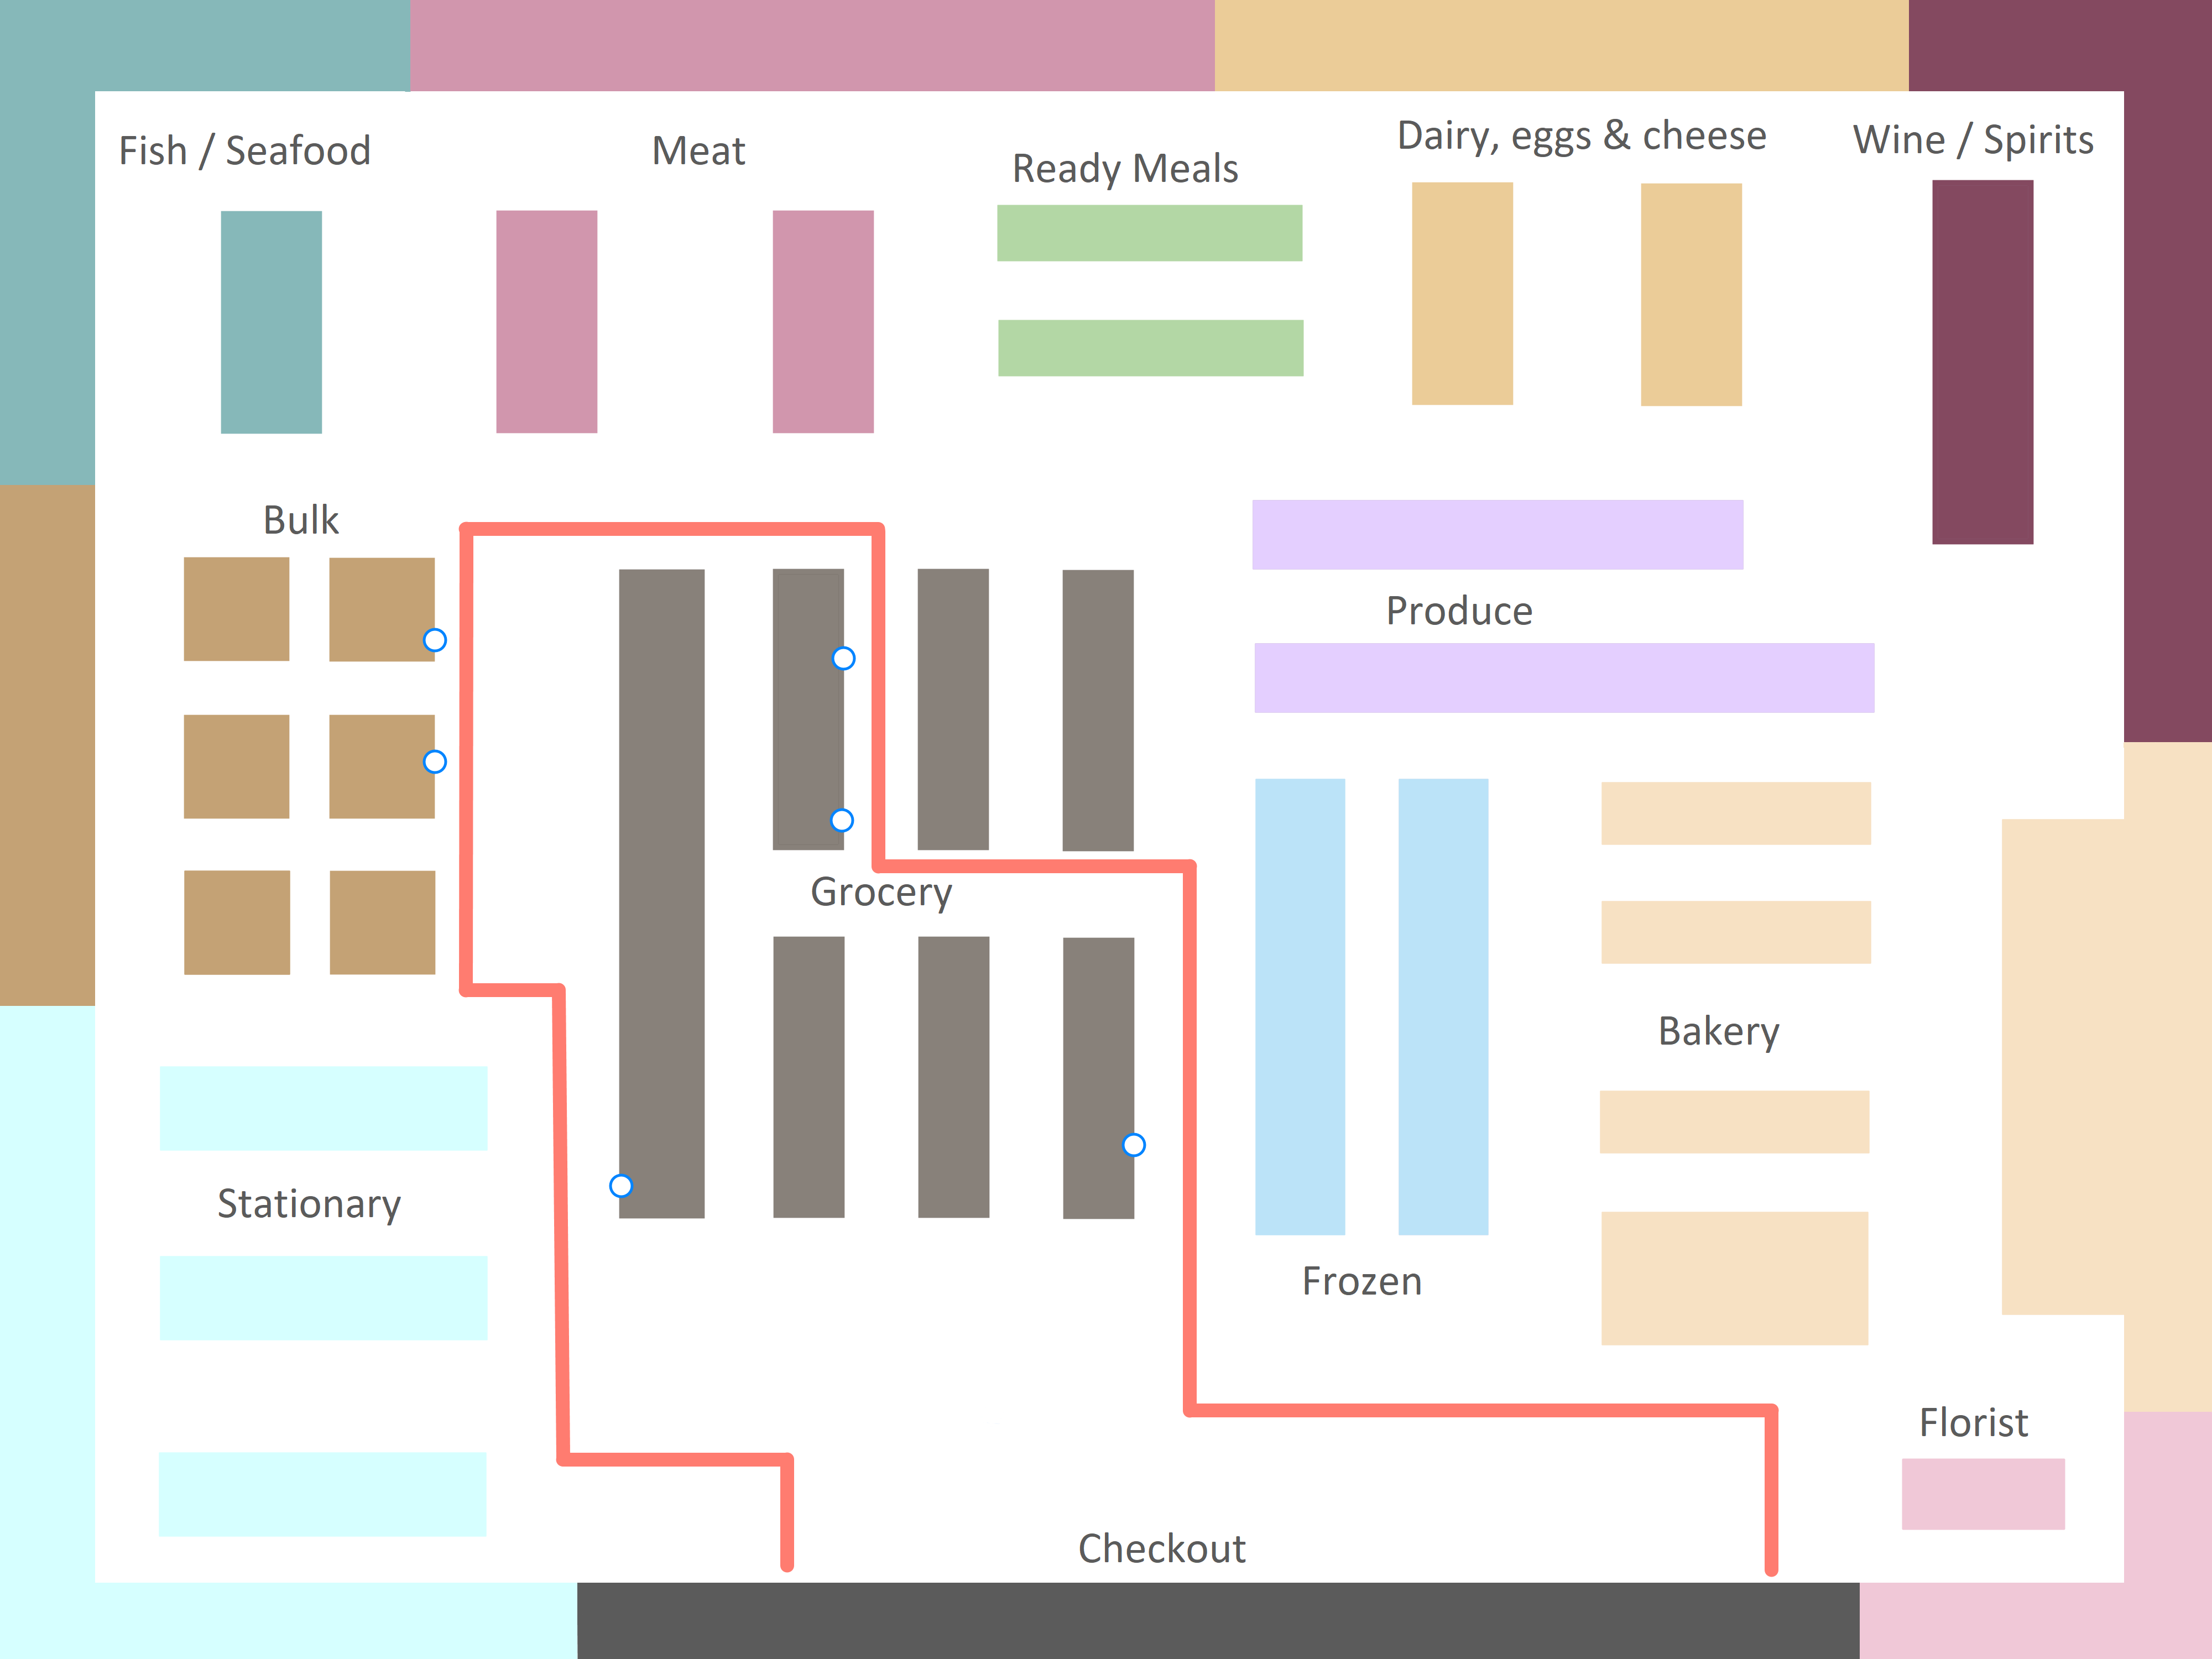 Fish / Seafood
Meat
Ready Meals
Dairy, eggs & cheese
Wine / Spirits
Bulk
Produce
Grocery
Bakery
Stationary
Frozen
Florist
Checkout